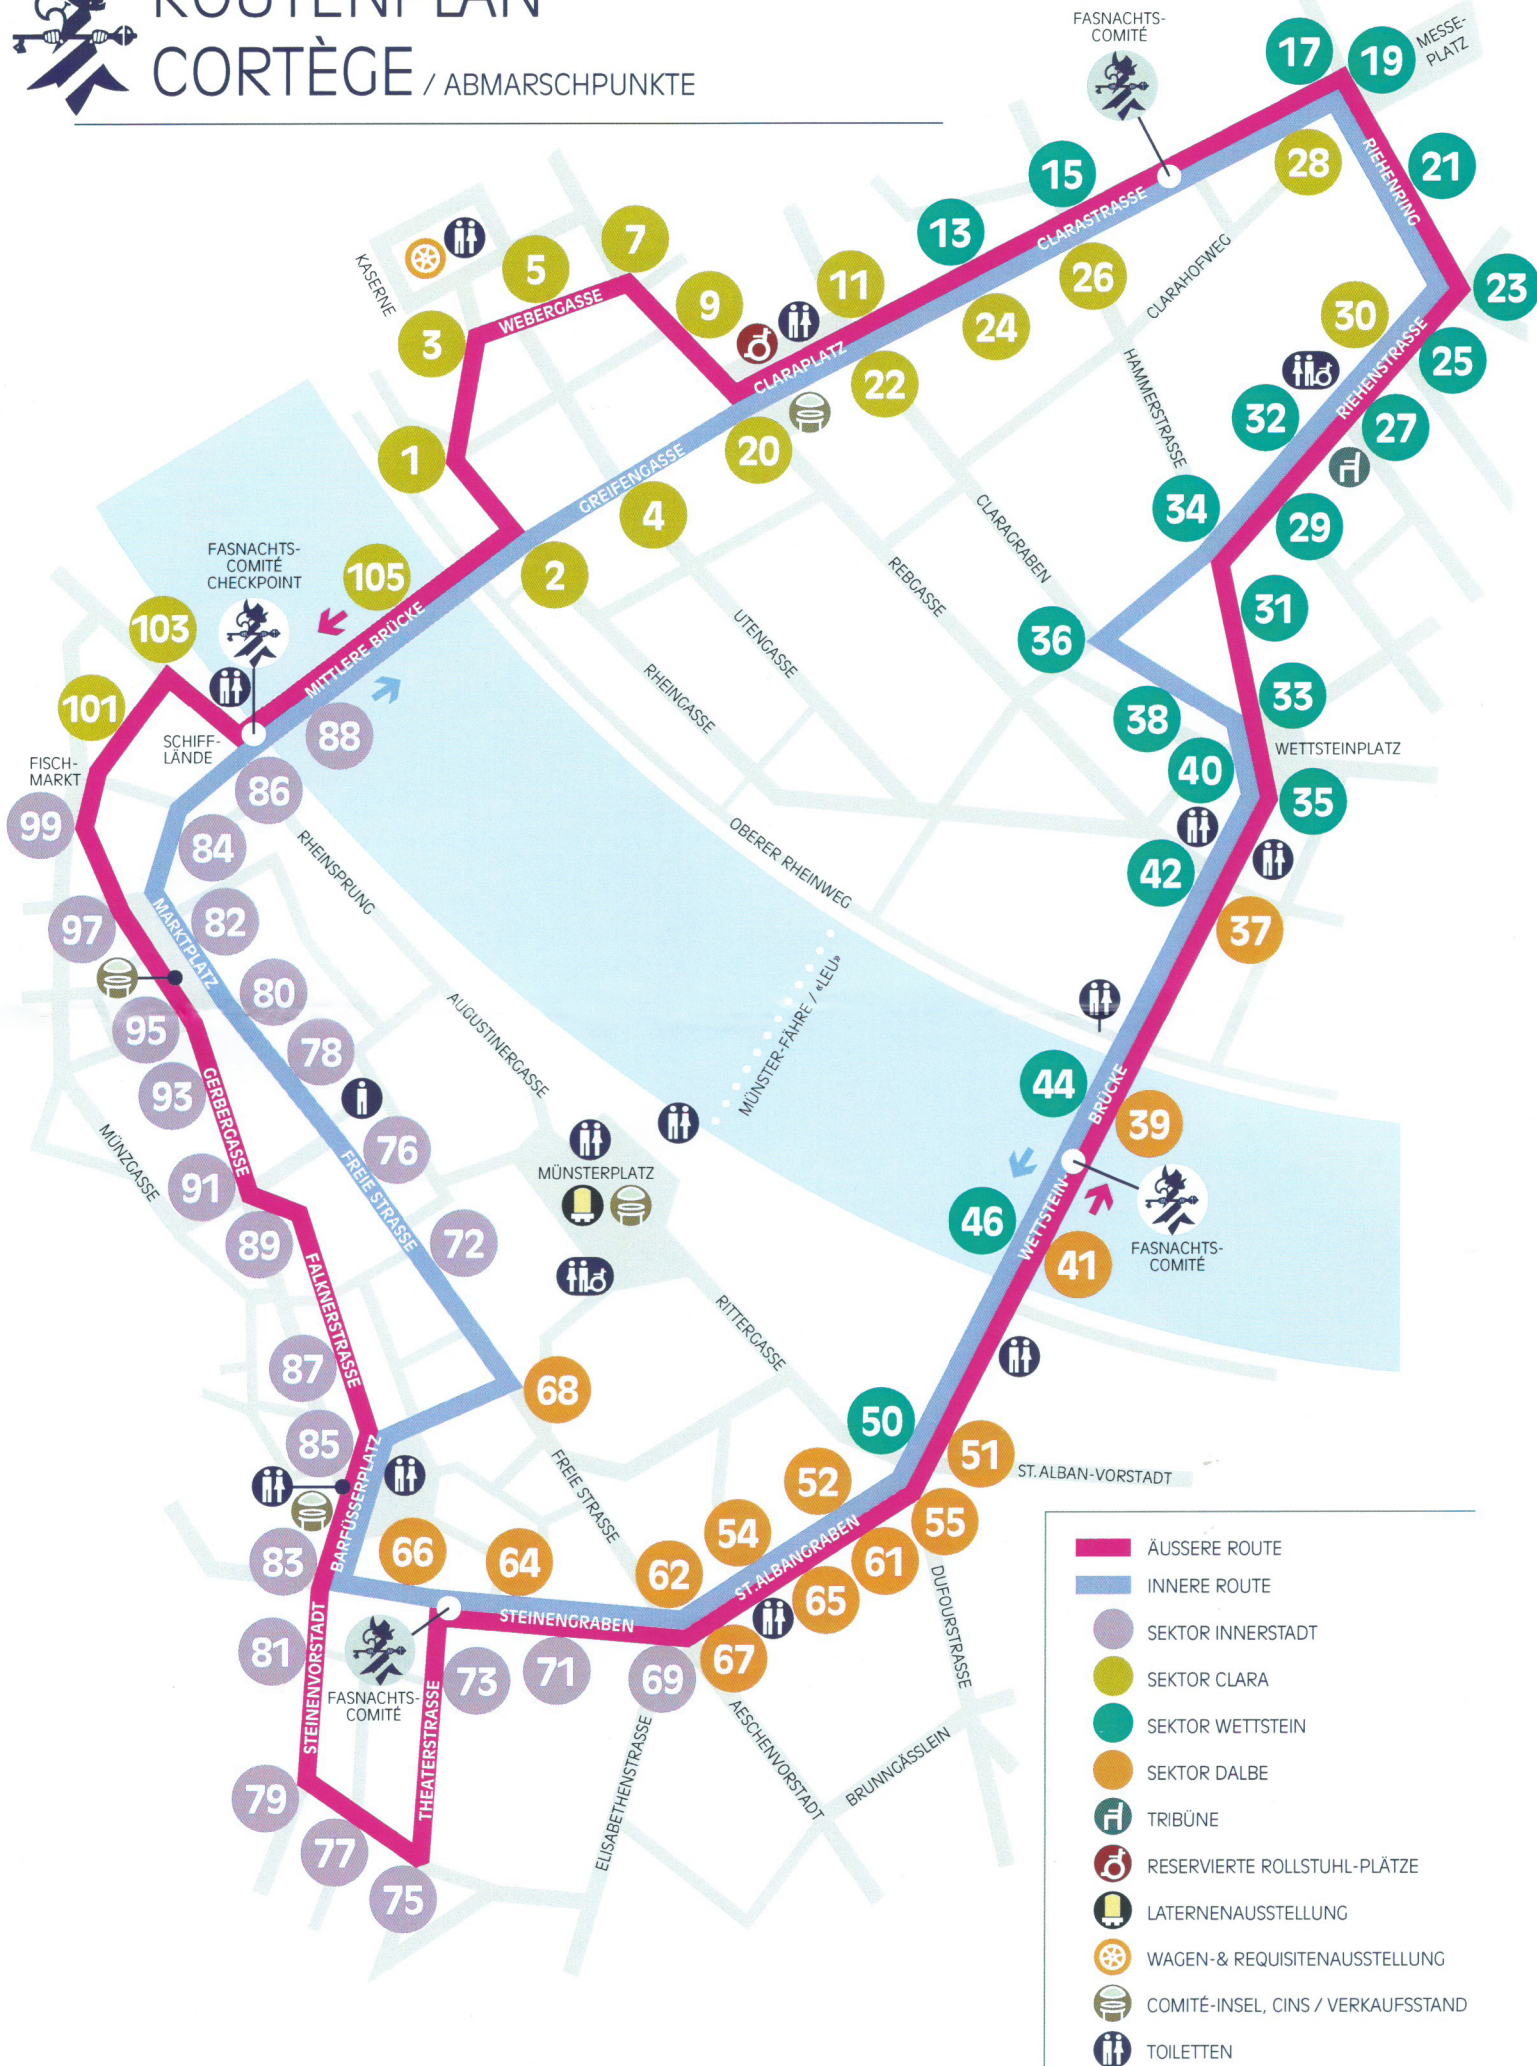 ROUTENPLAN
CORTÈGE / ABMARSCHPUNKTE
FASNACHTS-
COMITÉ
17
19
MESSE-
PLATZ
15
28
RIEHENRING
21
13
CLARASTRASSE
7
5
KASERNE
WEBERGASSE
9
11
26
CLARAHOFWEG
23
3
24
30
25
CLARAPLATZ
22
HAMMERSTRASSE
RIEHENSTRASSE
32
27
1
20
GREIFENGASSE
4
34
29
CLARAGRABEN
FASNACHTS-
COMITÉ
CHECKPOINT
105
2
REBGASSE
31
103
MITTLERE BRÜCKE
UTENGASSE
36
RHEINGASSE
33
101
38
SCHIFF-
LÄNDE
88
WETTSTEINPLATZ
FISCH-
MARKT
86
40
35
99
84
RHEINSPRUNG
OBERER RHEINWEG
42
97
MARKTPLATZ
82
37
80
MÜNSTER-FÄHRE / «LEU»
95
78
AUGUSTINERGASSE
44
93
GERBERGASSE
BRÜCKE
39
MÜNZGASSE
76
FREIE STRASSE
MÜNSTERPLATZ
91
WETTSTEIN-
46
89
72
41
FASNACHTS-
COMITÉ
FALKNERSTRASSE
RITTERGASSE
87
68
50
85
51
BARFÜSSERPLATZ
FREIE STRASSE
52
ST.ALBAN-VORSTADT
54
55
83
66
64
62
ST.ALBANGRABEN
61
65
DUFOURSTRASSE
STEINENGRABEN
81
STEINENVORSTADT
73
71
69
67
FASNACHTS-
COMITÉ
THEATERSTRASSE
ELISABETHENSTRASSE
AESCHENVORSTADT
BRUNNGÄSSLEIN
79
77
75
ÄUSSERE ROUTE
INNERE ROUTE
SEKTOR INNERSTADT
SEKTOR CLARA
SEKTOR WETTSTEIN
SEKTOR DALBE
TRIBÜNE
RESERVIERTE ROLLSTUHL-PLÄTZE
LATERNENAUSSTELLUNG
WAGEN-& REQUISITENAUSSTELLUNG
COMITÉ-INSEL, CINS / VERKAUFSSTAND
TOILETTEN